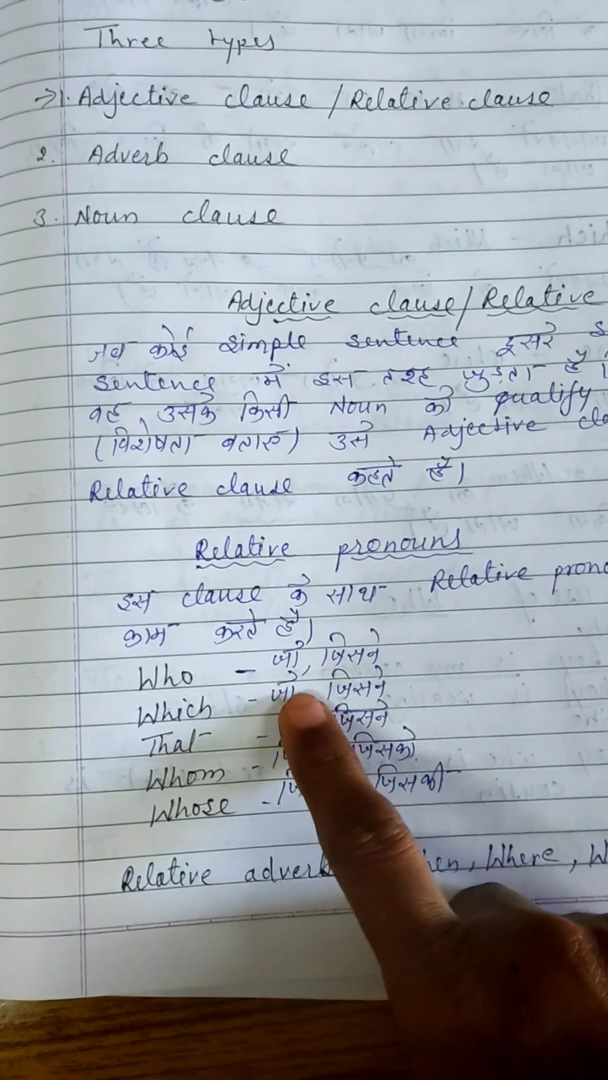 Three types
→1. Adjective clause / Relative clause
2. Adverb clause
3. Noun clause
Adjective clause / Relative
जब कोई simple sentence दूसरे
sentence में इस तरह जुड़ता है
वह उसके किसी Noun को qualify
(विशेषता बताए) उसे Adjective
Relative clause कहते हैं।
Relative pronouns
इस clause के साथ Relative
काम करते हैं।
Who - जो, जिसने
Which - जो, जिसने
That - जिसने
Whom - जिसको
Whose - जिसकी
Relative Where,